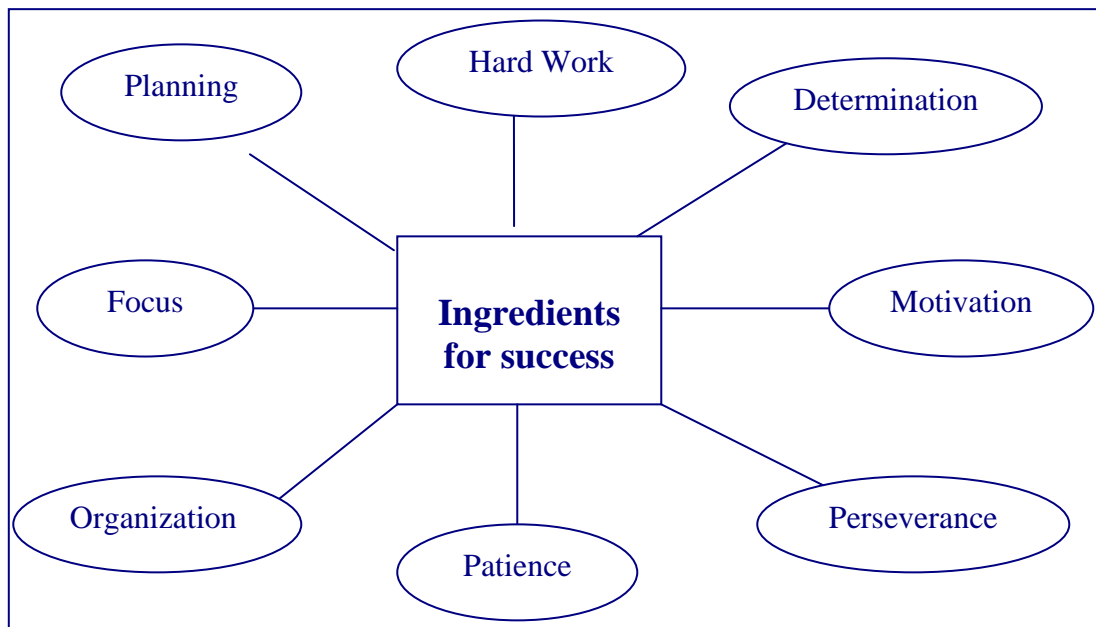 Hard Work
Planning
Determination
Focus
Ingredients
for success
Motivation
Organization
Perseverance
Patience